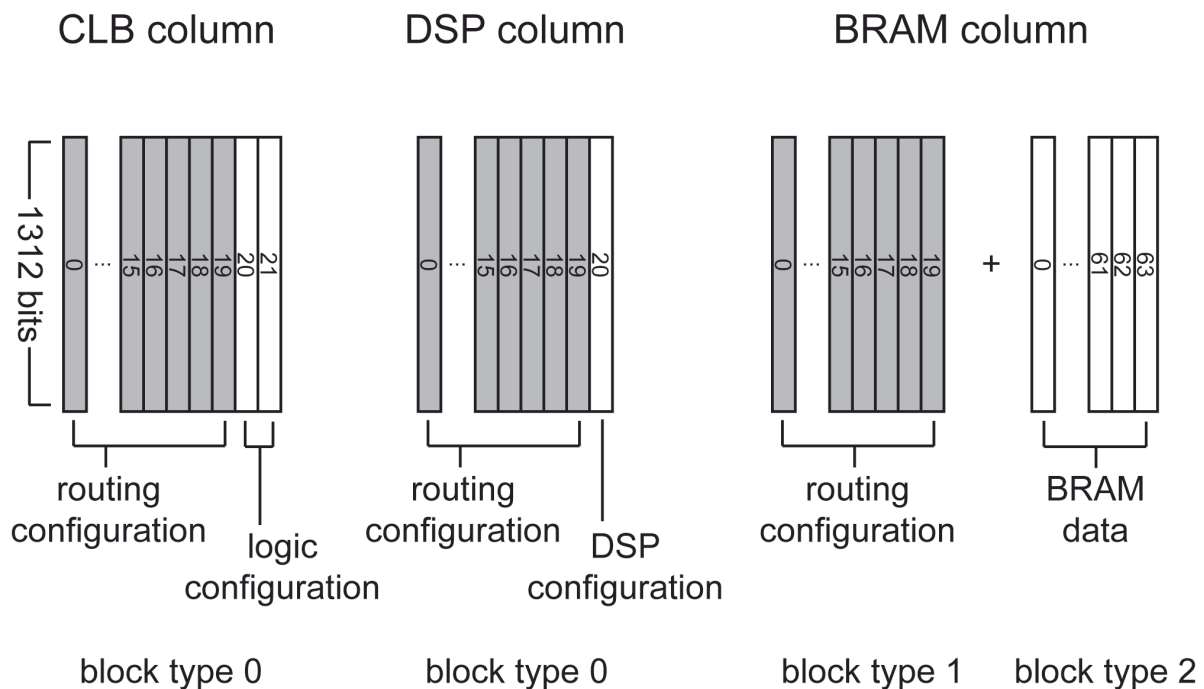 CLB column
DSP column
BRAM column
1312 bits
0 ... 15 16 17 18 19 20 21
0 ... 15 16 17 18 19 20
0 ... 15 16 17 18 19
+
0 ... 61 62 63
routing
configuration
logic
configuration
routing
configuration
DSP
configuration
routing
configuration
BRAM
data
block type 0
block type 0
block type 1
block type 2